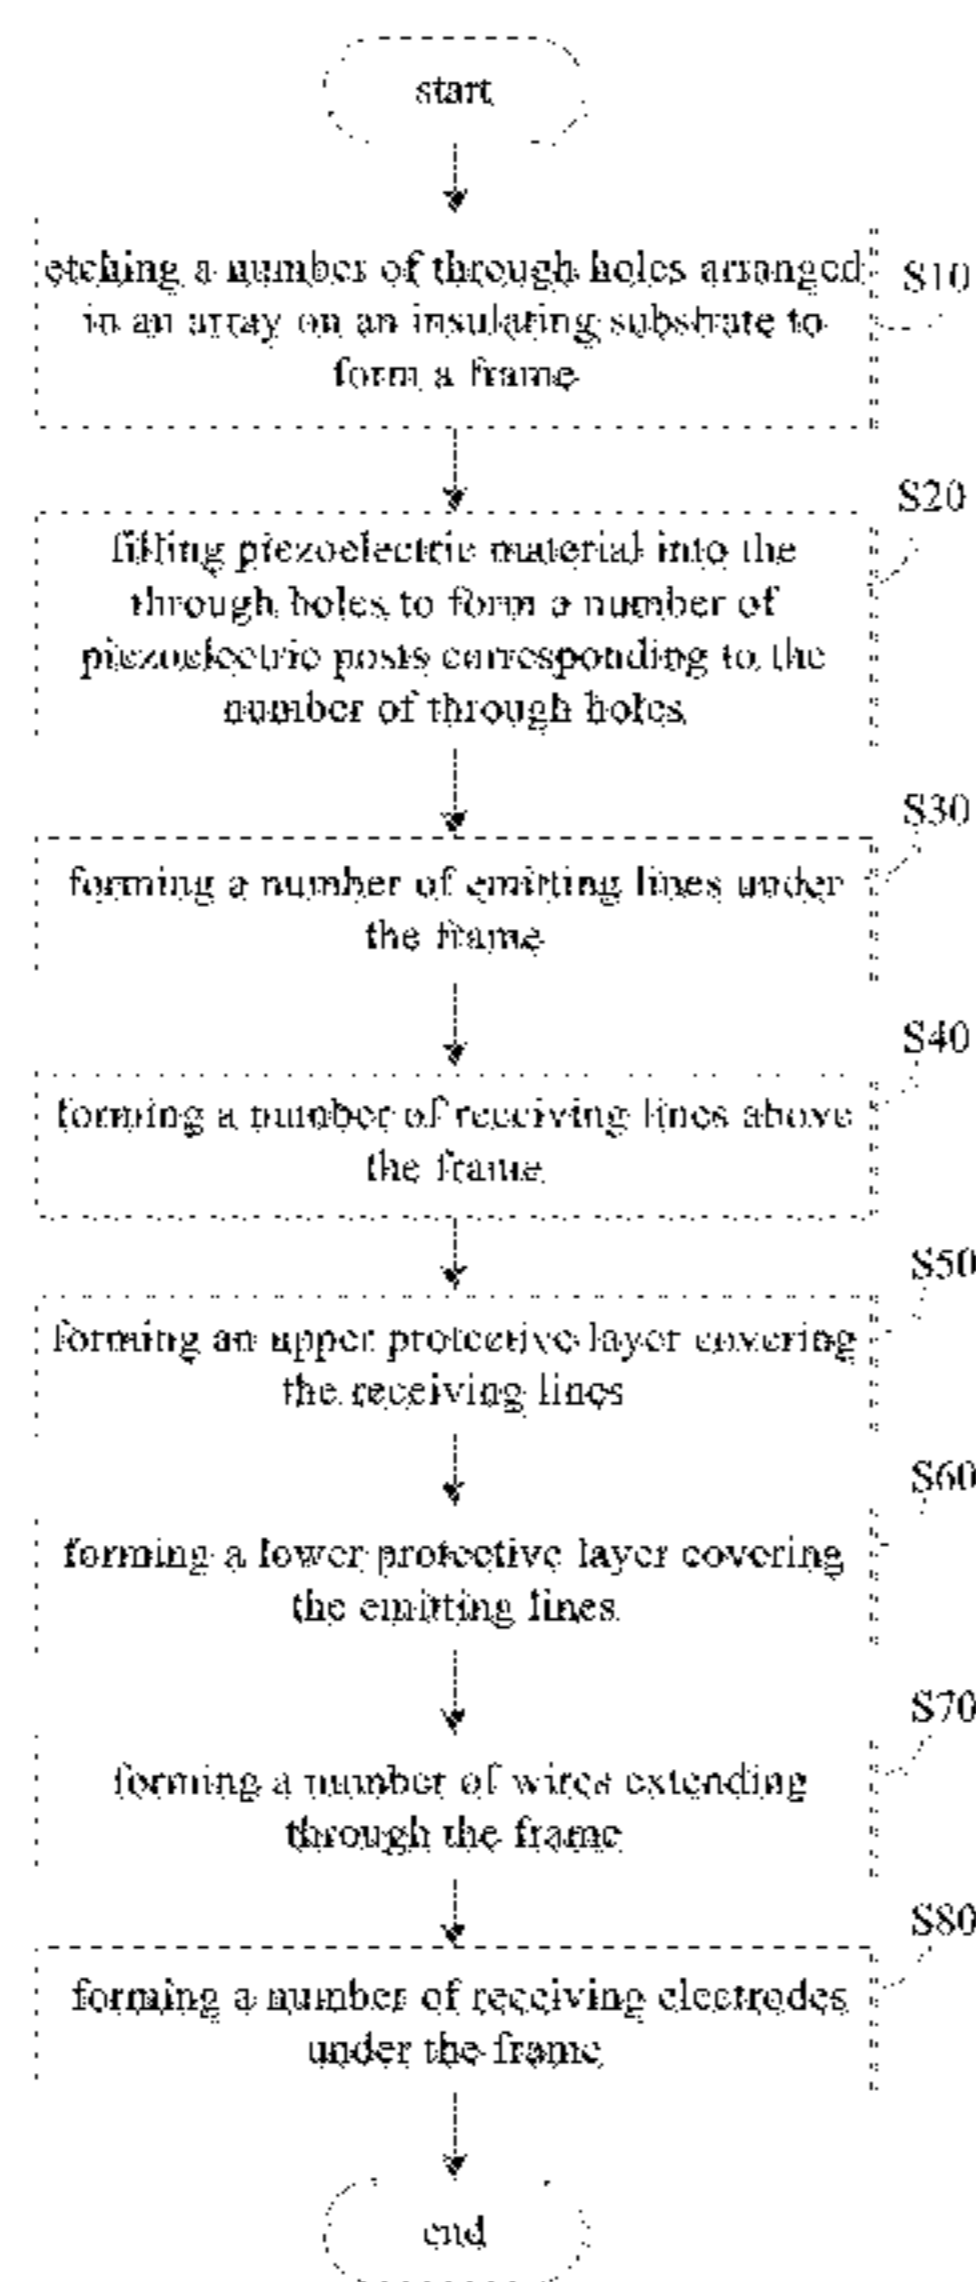 start
etching a number of through holes arranged
in an array on an insulating substrate to
form a frame
S10
filling piezoelectric material into the
through holes to form a number of
piezoelectric posts corresponding to the
number of through holes
S20
forming a number of emitting lines under
the frame
S30
forming a number of receiving lines above
the frame
S40
forming an upper protective layer covering
the receiving lines
S50
forming a lower protective layer covering
the emitting lines
S60
forming a number of wires extending
through the frame
S70
forming a number of receiving electrodes
under the frame
S80
end